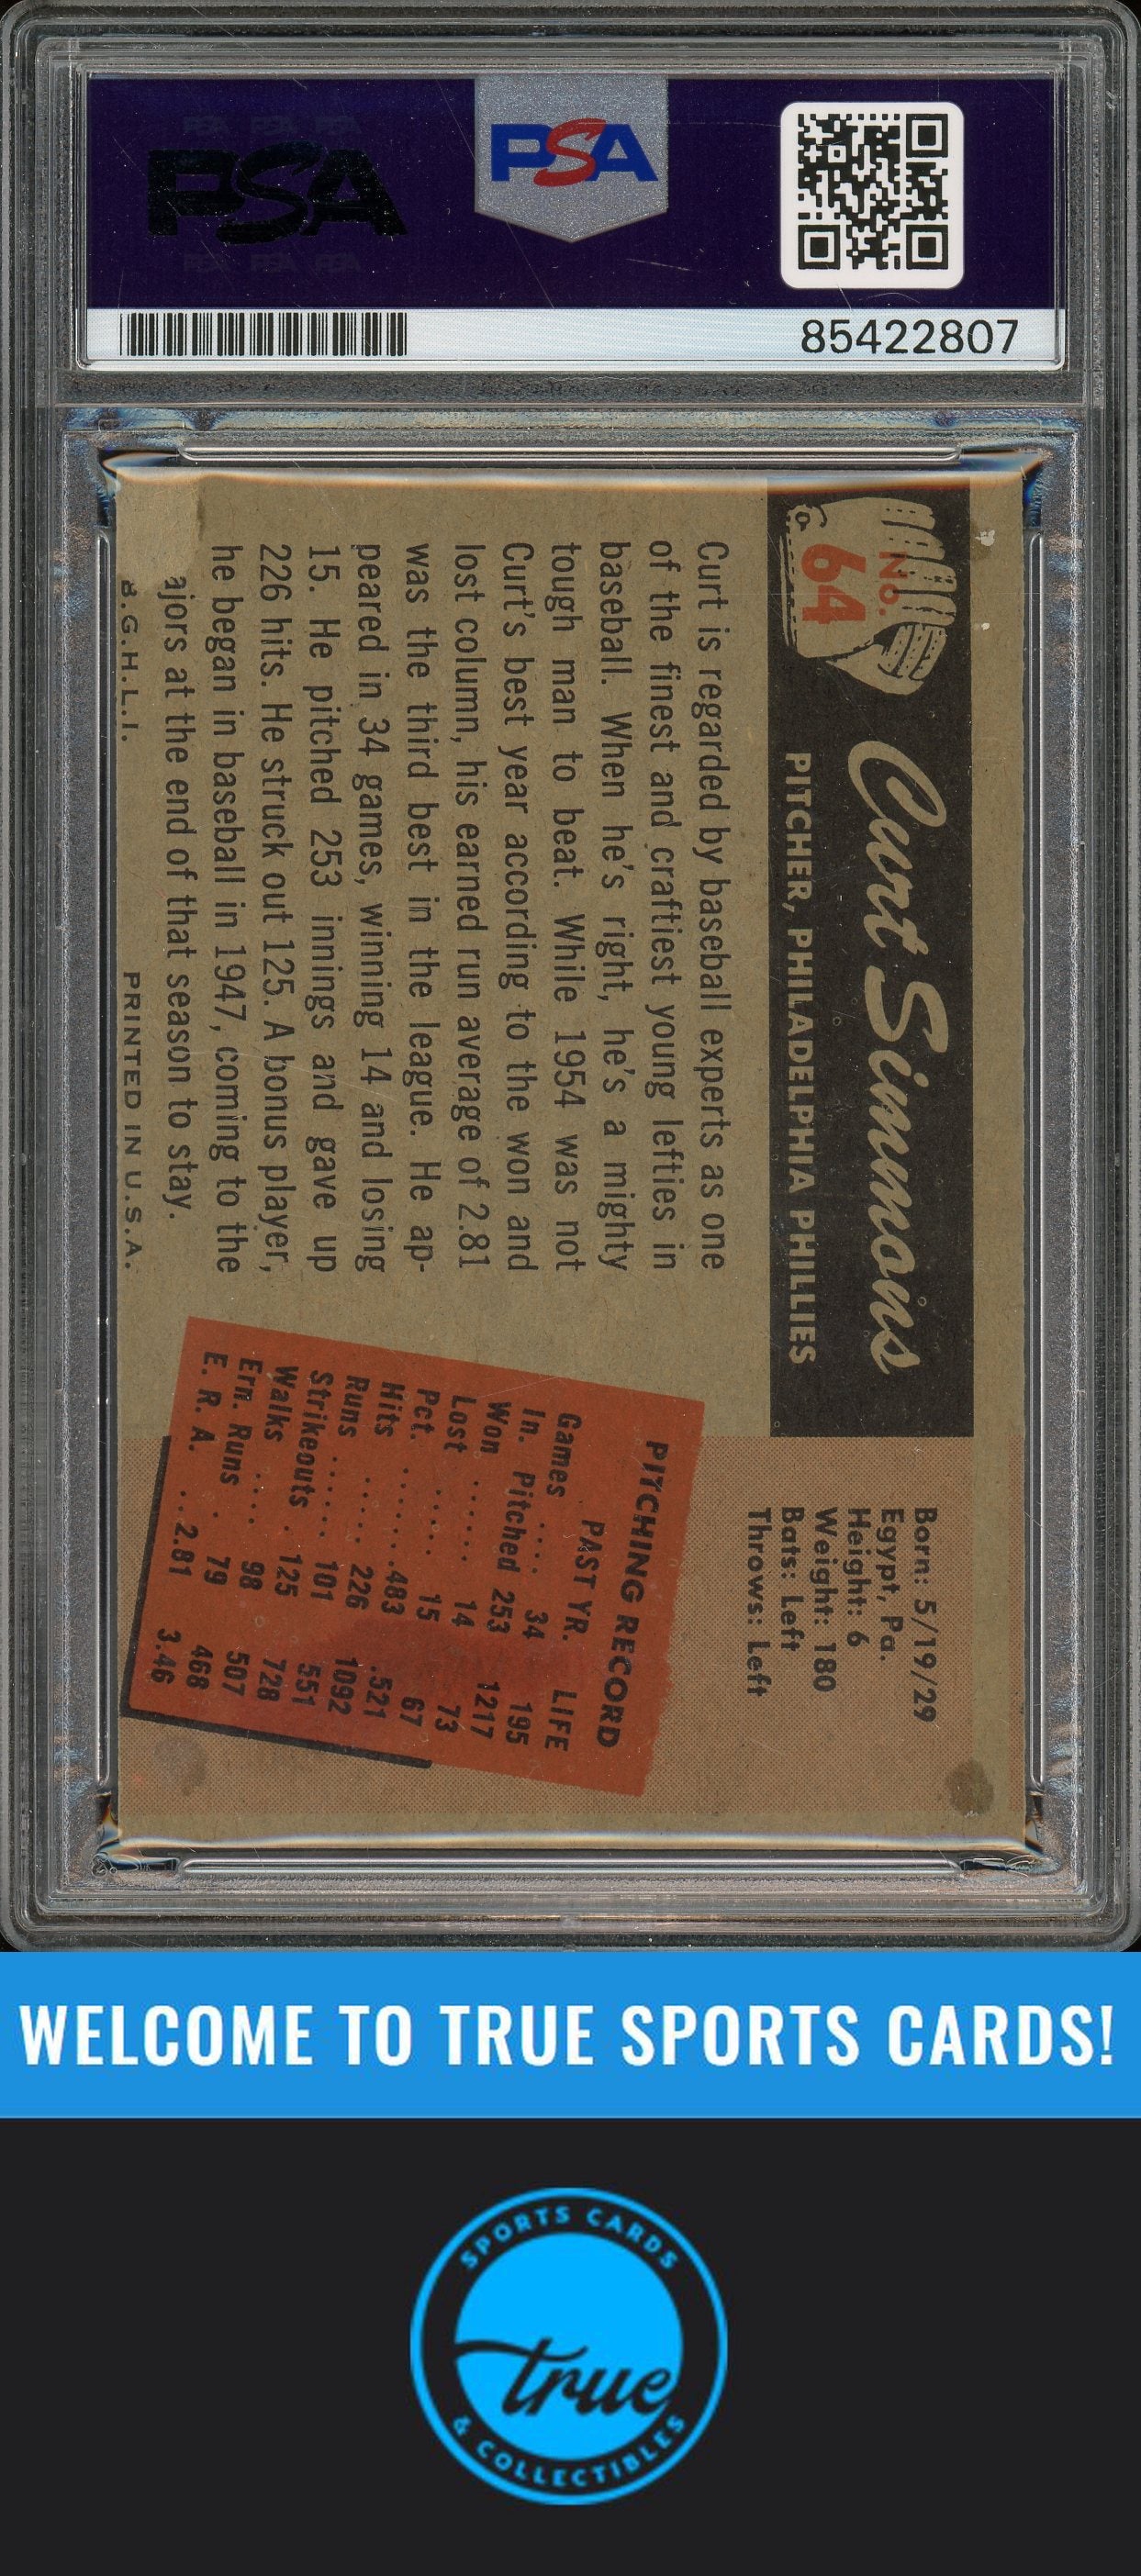 PSA
PSA
85422807
No.
64
Curt Simmons
PITCHER, PHILADELPHIA PHILLIES
Curt is regarded by baseball experts as one
of the finest and craftiest young lefties in
baseball. When he's right, he's a mighty
tough man to beat. While 1954 was not
Curt's best year according to the won and
lost column, his earned run average of 2.81
was the third best in the league. He ap-
peared in 34 games, winning 14 and losing
15. He pitched 253 innings and gave up
226 hits. He struck out 125. A bonus player,
he began in baseball in 1947, coming to the
ajors at the end of that season to stay.
B.G.H.L.I. PRINTED IN U.S.A.
Born: 5/19/29
Egypt, Pa.
Height: 6
Weight: 180
Bats: Left
Throws: Left
PITCHING RECORD
PAST YR. LIFE
Games .... 34 195
In. Pitched 253 1217
Won ...... 14 73
Lost ..... 15 67
Pct. ........483 .521
Hits ..... 226 1092
Runs ...... 101 551
Strikeouts . 125 728
Walks .... 98 507
Ern. Runs . 79 468
E. R. A. ...2.81 3.46
WELCOME TO TRUE SPORTS CARDS!
SPORTS CARDS
true
& COLLECTIBLES